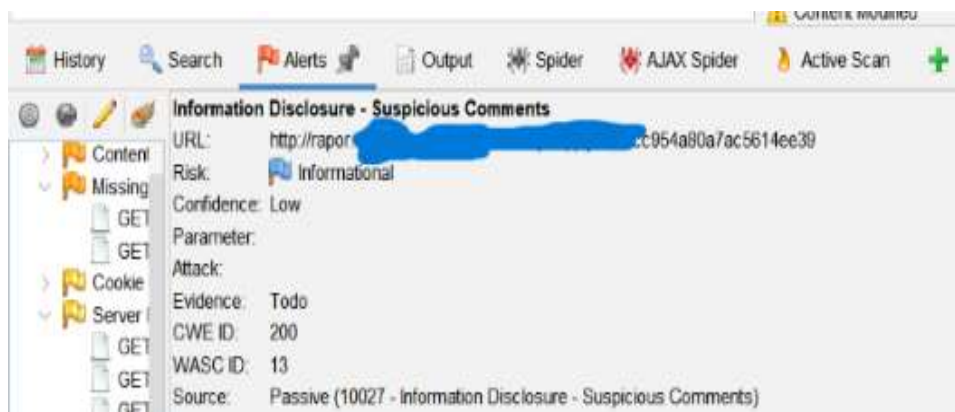 Content Modified
History Search Alerts Output Spider AJAX Spider Active Scan
Information Disclosure - Suspicious Comments
URL: http://rapor c954a80a7ac5614ee39
Content
Risk: Informational
Missing
Confidence: Low
GET
Parameter:
GET
Attack:
Cookie
Evidence: Todo
Server
CWE ID: 200
GET
WASC ID: 13
GET
Source: Passive (10027 - Information Disclosure - Suspicious Comments)
GET